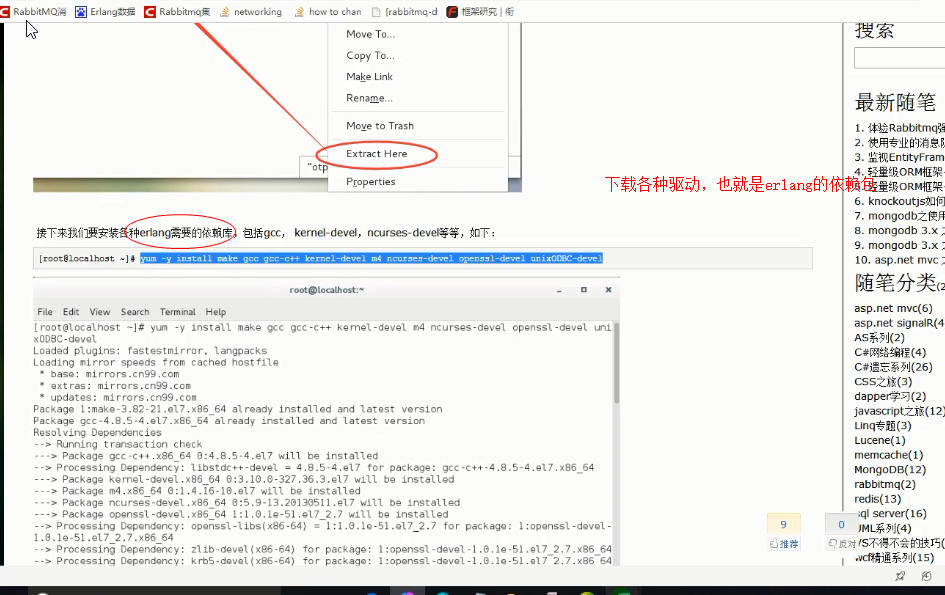 RabbitMQ消
Erlang数据
Rabbitmq集
networking
how to chan
[rabbitmq-d
框架研究 | 衔
Move To...
Copy To...
Make Link
Rename...
Move to Trash
Extract Here
Properties
"otp
下载各种驱动，也就是erlang的依赖包
接下来我们要安装各种erlang需要的依赖库，包括gcc， kernel-devel，ncurses-devel等等，如下：
[root@localhost ~]# yum -y install make gcc gcc-c++ kernel-devel m4 ncurses-devel openssl-devel unixODBC-devel
root@localhost:~
File Edit View Search Terminal Help
[root@localhost ~]# yum -y install make gcc gcc-c++ kernel-devel m4 ncurses-devel openssl-devel uni
xODBC-devel
Loaded plugins: fastestmirror, langpacks
Loading mirror speeds from cached hostfile
* base: mirrors.cn99.com
* extras: mirrors.cn99.com
* updates: mirrors.cn99.com
Package 1:make-3.82-21.el7.x86_64 already installed and latest version
Package gcc-4.8.5-4.el7.x86_64 already installed and latest version
Resolving Dependencies
--> Running transaction check
---> Package gcc-c++.x86_64 0:4.8.5-4.el7 will be installed
--> Processing Dependency: libstdc++-devel = 4.8.5-4.el7 for package: gcc-c++-4.8.5-4.el7.x86_64
---> Package kernel-devel.x86_64 0:3.10.0-327.36.3.el7 will be installed
---> Package m4.x86_64 0:1.4.16-10.el7 will be installed
---> Package ncurses-devel.x86_64 0:5.9-13.20130511.el7 will be installed
---> Package openssl-devel.x86_64 1:1.0.1e-51.el7_2.7 will be installed
--> Processing Dependency: openssl-libs(x86-64) = 1:1.0.1e-51.el7_2.7 for package: 1:openssl-devel-
1.0.1e-51.el7_2.7.x86_64
--> Processing Dependency: zlib-devel(x86-64) for package: 1:openssl-devel-1.0.1e-51.el7_2.7.x86_64
--> Processing Dependency: krb5-devel(x86-64) for package: 1:openssl-devel-1.0.1e-51.el7_2.7.x86_64
搜索
最新随笔
1. 体验Rabbitmq强
2. 使用专业的消息队
3. 监视EntityFram
4. 轻量级ORM框架
轻量级ORM框架
6. knockoutjs如何
7. mongodb之使用
8. mongodb 3.x 之
9. mongodb 3.x
10. asp.net mvc
随笔分类(2
asp.net mvc(6)
asp.net signalR(4
AS系列(2)
C#网络编程(4)
C#遗忘系列(26)
CSS之旅(3)
dapper学习(2)
javascript之旅(12)
Linq专题(3)
Lucene(1)
memcache(1)
MongoDB(12)
rabbitmq(2)
redis(13)
sql server(16)
UML系列(4)
VS不得不会的技巧(
wcf精通系列(15)
9
推荐
0
反对